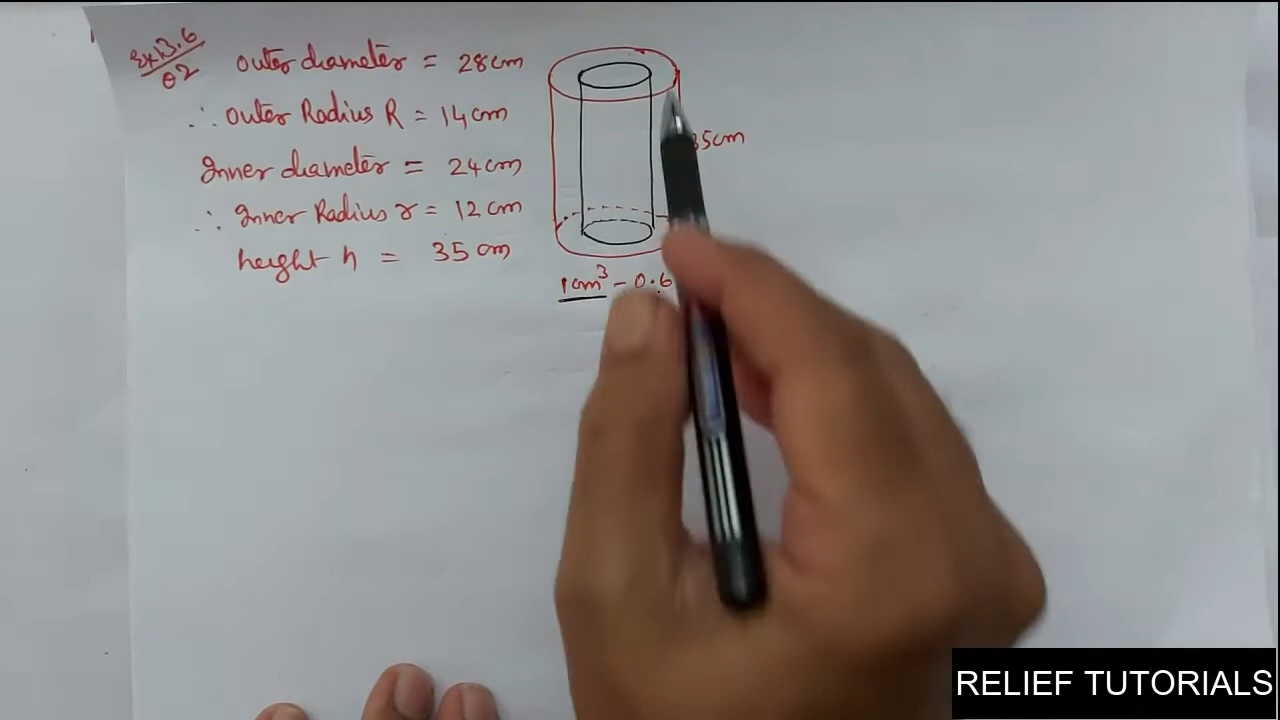 Ex13.6
Q2
outer diameter = 28cm
∴ outer Radius R = 14cm
Inner diameter = 24cm
∴ Inner Radius r = 12cm
height h = 35cm
35cm
1cm³ - 0.6
RELIEF TUTORIALS